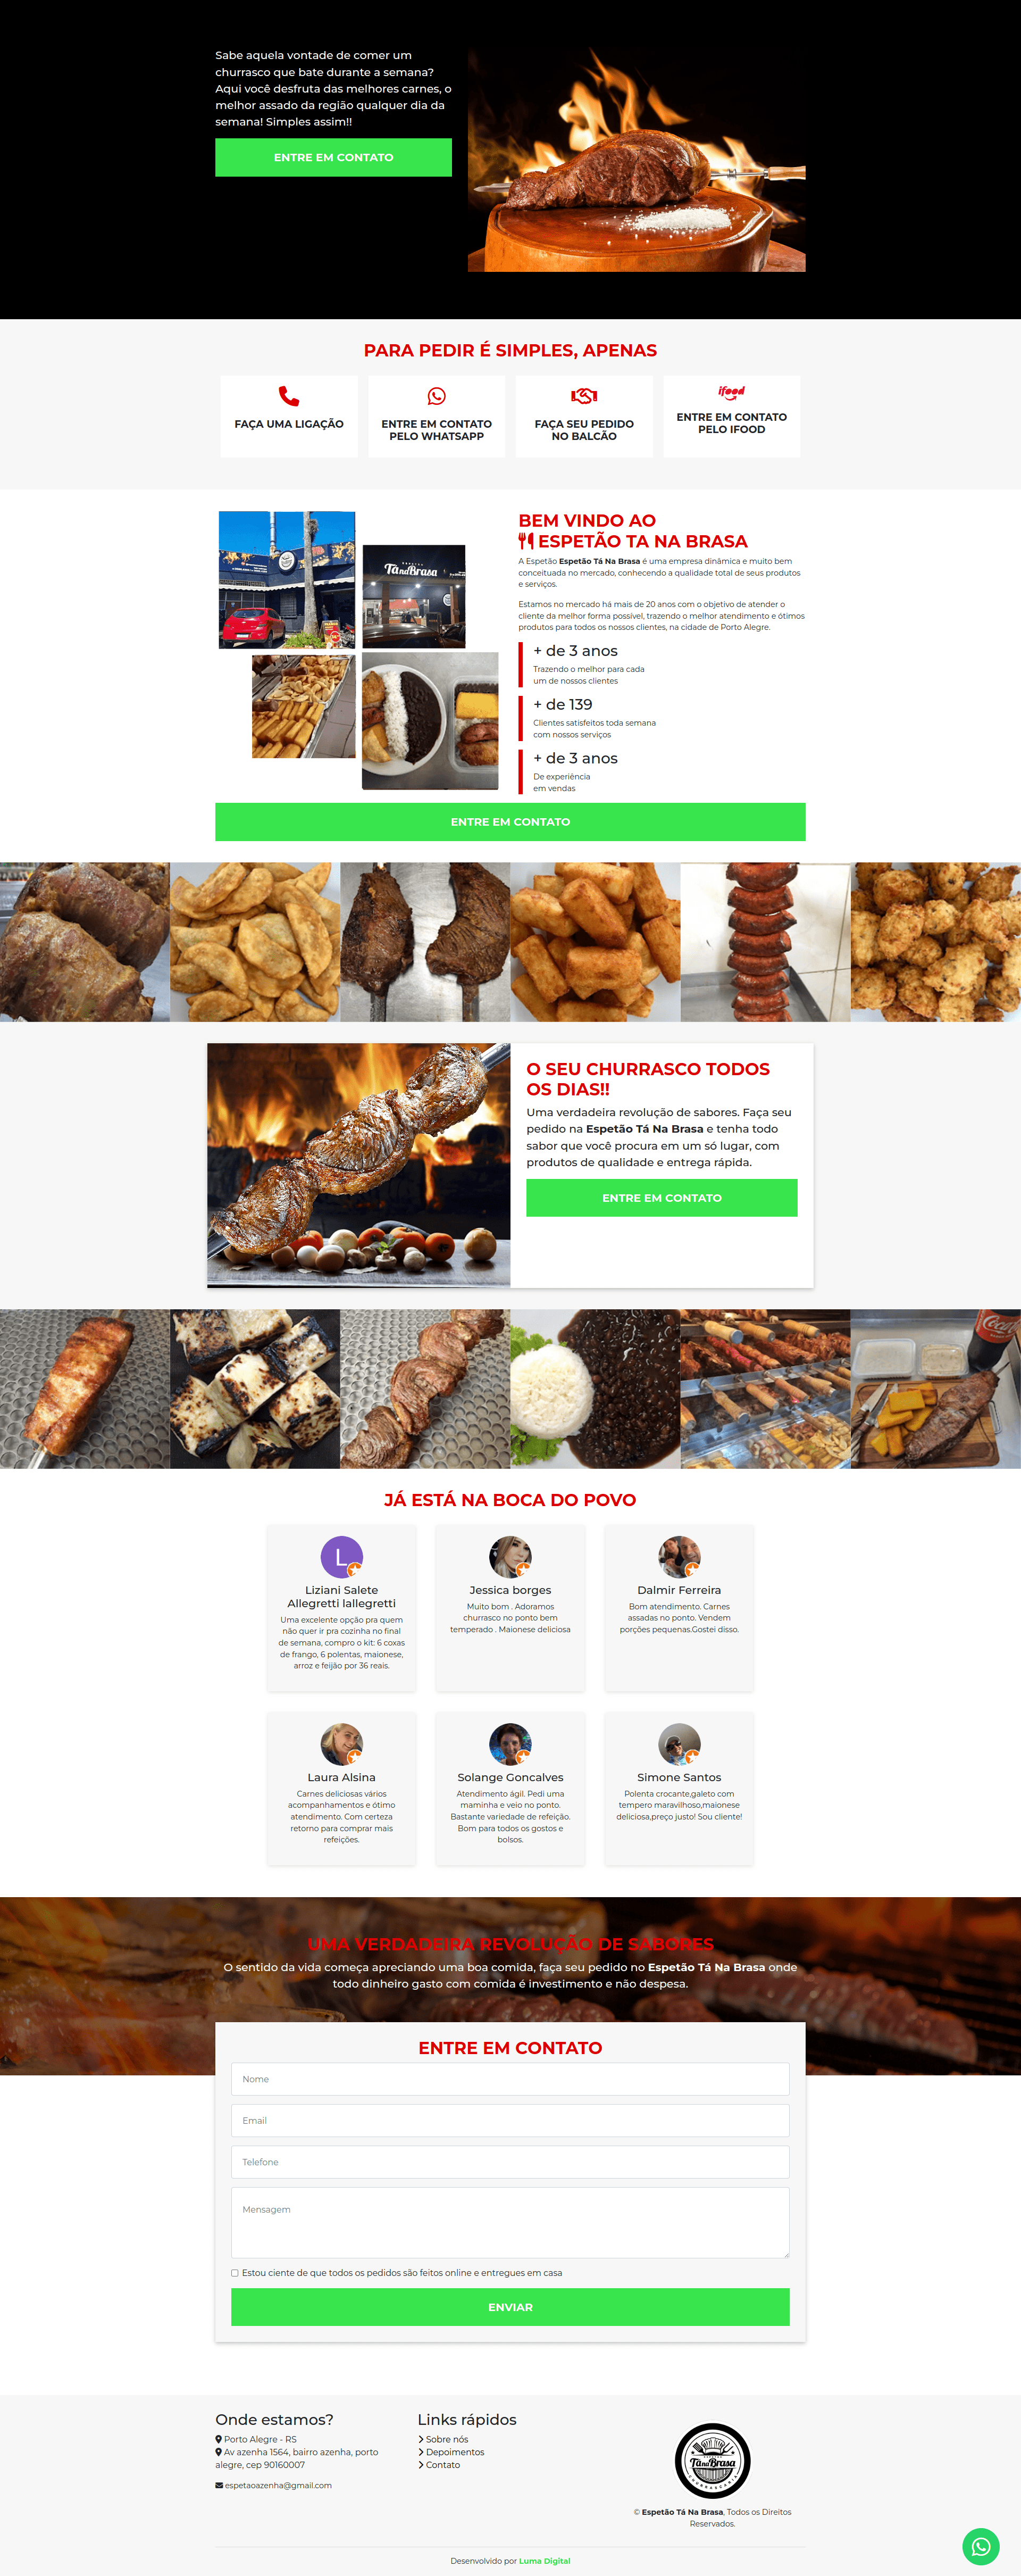 Sabe aquela vontade de comer um
churrasco que bate durante a semana?
Aqui você desfruta das melhores carnes, o
melhor assado da região qualquer dia da
semana! Simples assim!!
ENTRE EM CONTATO
PARA PEDIR É SIMPLES, APENAS
FAÇA UMA LIGAÇÃO
ENTRE EM CONTATO
PELO WHATSAPP
FAÇA SEU PEDIDO
NO BALCÃO
ifood
ENTRE EM CONTATO
PELO IFOOD
Tá na Brasa
BEM VINDO AO
ESPETÃO TA NA BRASA
A Espetão Espetão Tá Na Brasa é uma empresa dinâmica e muito bem
conceituada no mercado, conhecendo a qualidade total de seus produtos
e serviços.
Estamos no mercado há mais de 20 anos com o objetivo de atender o
cliente da melhor forma possível, trazendo o melhor atendimento e ótimos
produtos para todos os nossos clientes, na cidade de Porto Alegre.
+ de 3 anos
Trazendo o melhor para cada
um de nossos clientes
+ de 139
Clientes satisfeitos toda semana
com nossos serviços
+ de 3 anos
De experiência
em vendas
ENTRE EM CONTATO
O SEU CHURRASCO TODOS
OS DIAS!!
Uma verdadeira revolução de sabores. Faça seu
pedido na Espetão Tá Na Brasa e tenha todo
sabor que você procura em um só lugar, com
produtos de qualidade e entrega rápida.
ENTRE EM CONTATO
JÁ ESTÁ NA BOCA DO POVO
L
Liziani Salete
Allegretti lallegretti
Uma excelente opção pra quem
não quer ir pra cozinha no final
de semana, compro o kit: 6 coxas
de frango, 6 polentas, maionese,
arroz e feijão por 36 reais.
Jessica borges
Muito bom . Adoramos
churrasco no ponto bem
temperado . Maionese deliciosa
Dalmir Ferreira
Bom atendimento. Carnes
assadas no ponto. Vendem
porções pequenas.Gostei disso.
Laura Alsina
Carnes deliciosas vários
acompanhamentos e ótimo
atendimento. Com certeza
retorno para comprar mais
refeições.
Solange Goncalves
Atendimento ágil. Pedi uma
maminha e veio no ponto.
Bastante variedade de refeição.
Bom para todos os gostos e
bolsos.
Simone Santos
Polenta crocante,galeto com
tempero maravilhoso,maionese
deliciosa,preço justo! Sou cliente!
UMA VERDADEIRA REVOLUÇÃO DE SABORES
O sentido da vida começa apreciando uma boa comida, faça seu pedido no Espetão Tá Na Brasa onde
todo dinheiro gasto com comida é investimento e não despesa.
ENTRE EM CONTATO
Nome
Email
Telefone
Mensagem
Estou ciente de que todos os pedidos são feitos online e entregues em casa
ENVIAR
Onde estamos?
Porto Alegre - RS
Av azenha 1564, bairro azenha, porto
alegre, cep 90160007
espetaoazenha@gmail.com
Links rápidos
Sobre nós
Depoimentos
Contato
Tá na Brasa
CHURRASCARIA
© Espetão Tá Na Brasa, Todos os Direitos
Reservados.
Desenvolvido por Luma Digital